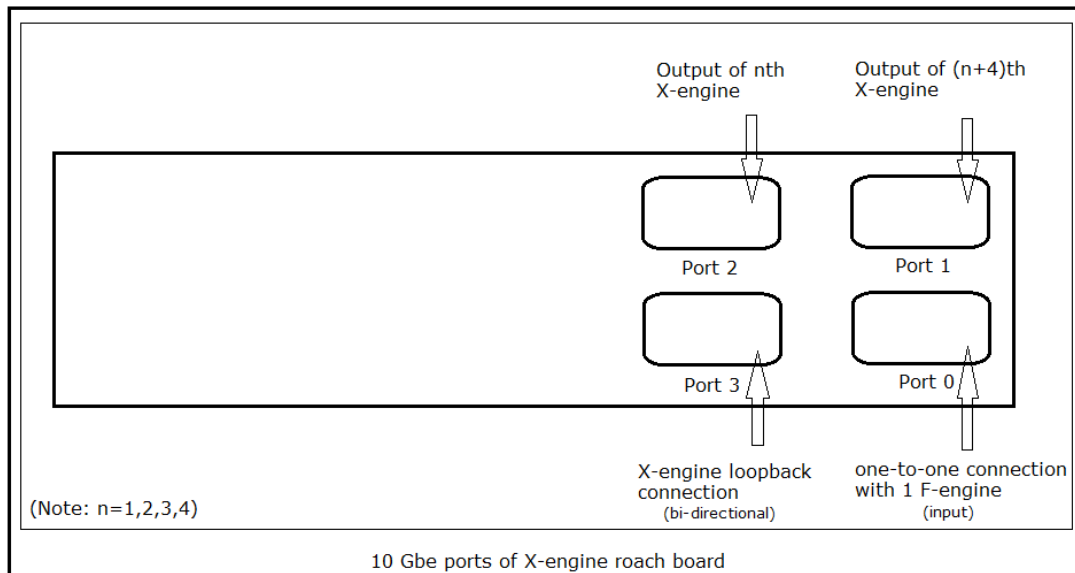 Output of nth
X-engine
Output of (n+4)th
X-engine
Port 2
Port 1
Port 3
Port 0
X-engine loopback
connection
(bi-directional)
one-to-one connection
with 1 F-engine
(input)
(Note: n=1,2,3,4)
10 Gbe ports of X-engine roach board